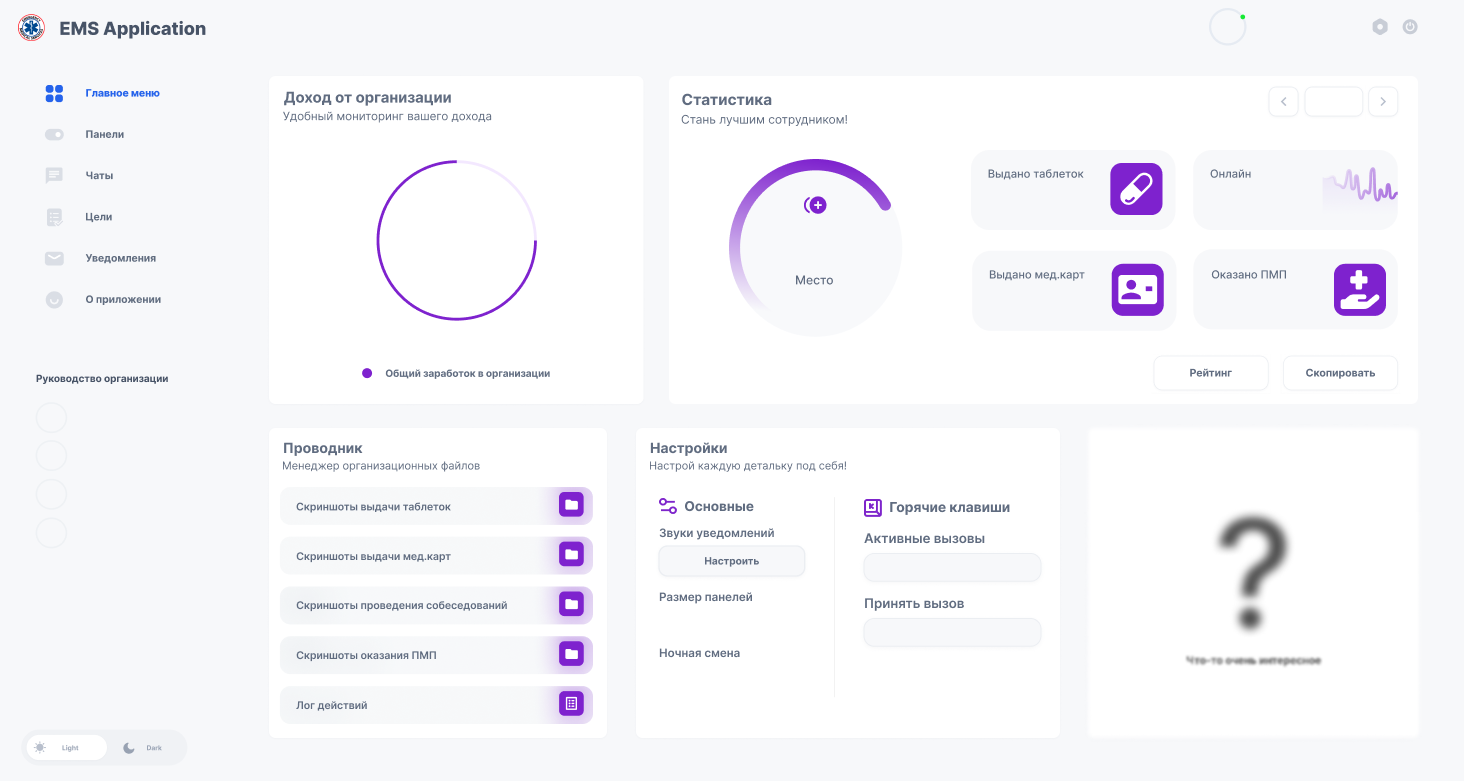 EMS Application
Главное меню
Панели
Чаты
Цели
Уведомления
О приложении
Руководство организации
Light
Dark
Доход от организации
Удобный мониторинг вашего дохода
Общий заработок в организации
Статистика
Стань лучшим сотрудником!
Место
Выдано таблеток
Онлайн
Выдано мед.карт
Оказано ПМП
Рейтинг
Скопировать
Проводник
Менеджер организационных файлов
Скриншоты выдачи таблеток
Скриншоты выдачи мед.карт
Скриншоты проведения собеседований
Скриншоты оказания ПМП
Лог действий
Настройки
Настрой каждую детальку под себя!
Основные
Звуки уведомлений
Настроить
Размер панелей
Ночная смена
Горячие клавиши
Активные вызовы
Принять вызов
?
Что-то очень интересное